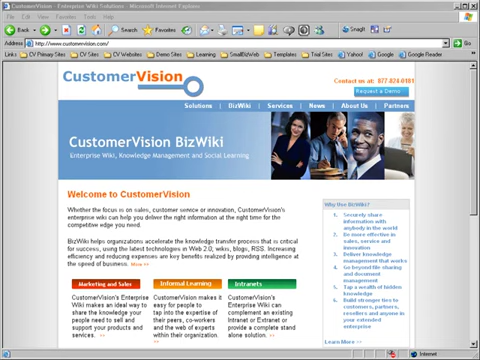 CustomerVision - Enterprise Wiki Solutions - Microsoft Internet Explorer
File Edit View Favorites Tools Help
Back Search Favorites SnagIt
Address http://www.customervision.com/ Go
Links CV Primary Sites CV Sites CV Websites Demo Sites Learning SmallBizWeb Templates Trial Sites Yahoo! Google Google Reader
CustomerVision
Contact us at: 877-824-0181
Request a Demo
Solutions | BizWiki | Services | News | About Us | Partners
CustomerVision BizWiki
Enterprise Wiki, Knowledge Management and Social Learning
Welcome to CustomerVision
Whether the focus is on sales, customer service or innovation, CustomerVision's
enterprise wiki can help you deliver the right information at the right time for the
competitive edge you need.
BizWiki helps organizations accelerate the knowledge transfer process that is critical
for success, using the latest technologies in Web 2.0, wikis, blogs, RSS. Increasing
efficiency and reducing expenses are key benefits realized by providing intelligence
at the speed of business. More >>
Why Use BizWiki?
1. Securely share
information with
anybody in the world
2. Be more effective in
sales, service and
innovation
3. Deliver knowledge
management that works
4. Go beyond file sharing
and document
management
5. Tap a wealth of hidden
knowledge
6. Build stronger ties to
customers, partners,
resellers and anyone in
your extended
enterprise
Learn More >>
Marketing and Sales
CustomerVision's Enterprise
Wiki makes an ideal way to
share the knowledge your
people need to sell and
support your products and
services. >>
Informal Learning
CustomerVision makes it
easy for people to
tap into the expertise of
their peers, co-workers
and the web of experts
within their organization.
>>
Intranets
CustomerVision's
Enterprise Wiki can
complement an existing
Intranet or Extranet or
provide a complete stand
alone solution. >>
Internet